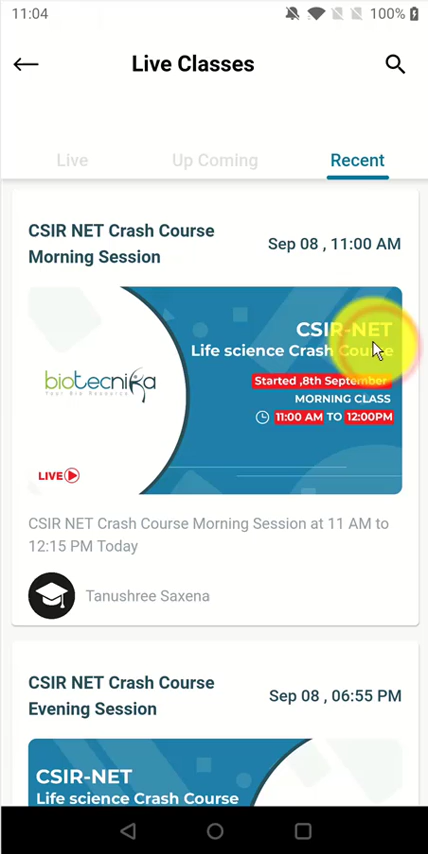 11:04
100%
Live Classes
Live
Up Coming
Recent
CSIR NET Crash Course
Morning Session
Sep 08 , 11:00 AM
CSIR-NET
Life science Crash Course
biotecnika
Your Bio Resource
Started ,8th September
MORNING CLASS
11:00 AM TO 12:00PM
LIVE
CSIR NET Crash Course Morning Session at 11 AM to
12:15 PM Today
Tanushree Saxena
CSIR NET Crash Course
Evening Session
Sep 08 , 06:55 PM
CSIR-NET
Life science Crash Course